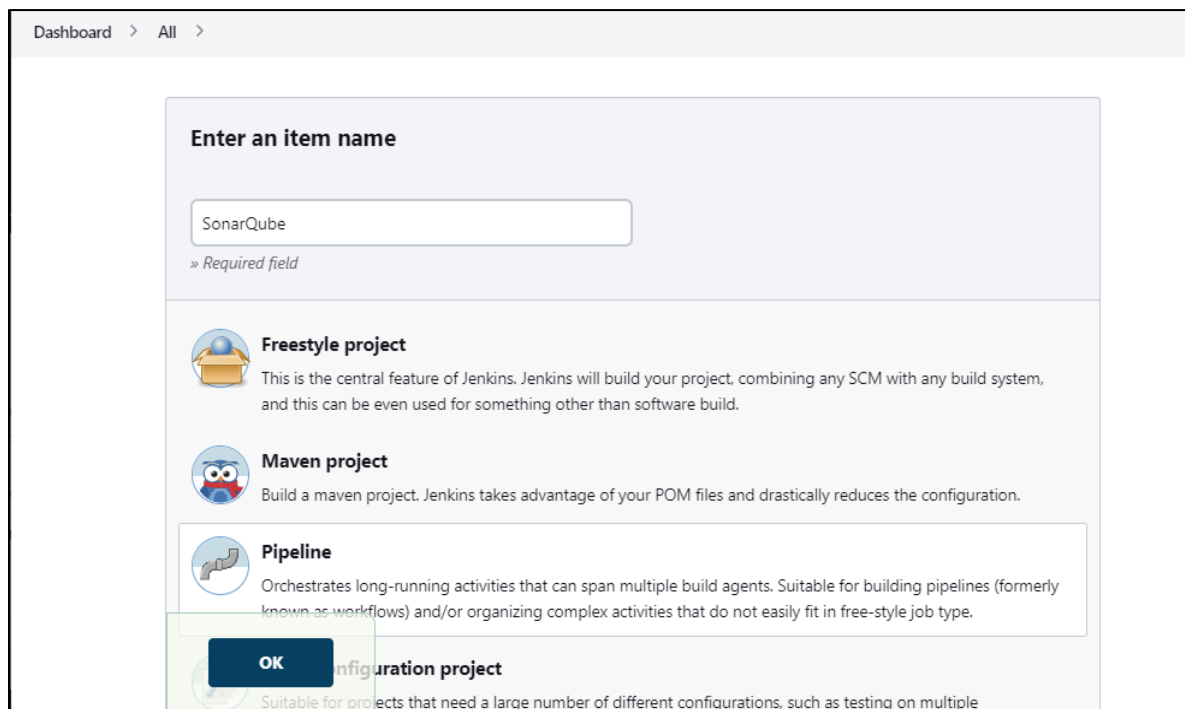 Dashboard > All >
Enter an item name
SonarQube
» Required field
Freestyle project
This is the central feature of Jenkins. Jenkins will build your project, combining any SCM with any build system,
and this can be even used for something other than software build.
Maven project
Build a maven project. Jenkins takes advantage of your POM files and drastically reduces the configuration.
Pipeline
Orchestrates long-running activities that can span multiple build agents. Suitable for building pipelines (formerly
known as workflows) and/or organizing complex activities that do not easily fit in free-style job type.
OK
nfiguration project
Suitable for projects that need a large number of different configurations, such as testing on multiple